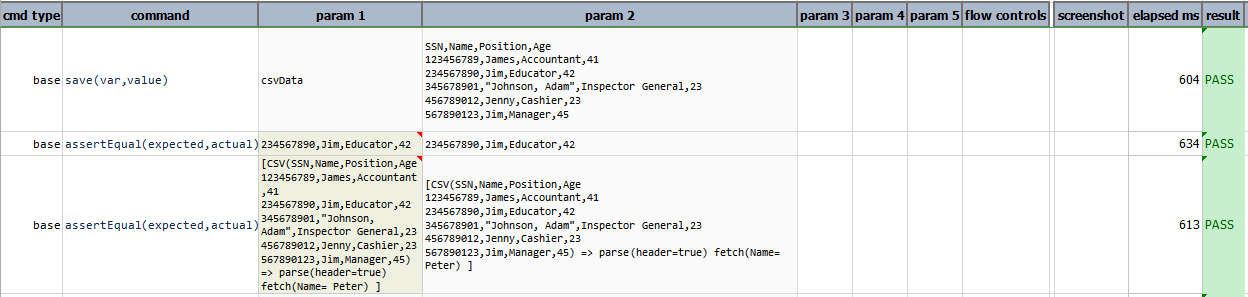 cmd type command param 1 param 2 param 3 param 4 param 5 flow controls screenshot elapsed ms result
base save(var,value) csvData
SSN,Name,Position,Age
123456789,James,Accountant,41
234567890,Jim,Educator,42
345678901,"Johnson, Adam",Inspector General,23
456789012,Jenny,Cashier,23
567890123,Jim,Manager,45
604 PASS
base assertEqual(expected,actual) 234567890,Jim,Educator,42 234567890,Jim,Educator,42 634 PASS
base assertEqual(expected,actual)
[CSV(SSN,Name,Position,Age
123456789,James,Accountant
,41
234567890,Jim,Educator,42
345678901,"Johnson,
Adam",Inspector General,23
456789012,Jenny,Cashier,23
567890123,Jim,Manager,45)
=> parse(header=true)
fetch(Name= Peter) ]
[CSV(SSN,Name,Position,Age
123456789,James,Accountant,41
234567890,Jim,Educator,42
345678901,"Johnson, Adam",Inspector General,23
456789012,Jenny,Cashier,23
567890123,Jim,Manager,45) => parse(header=true) fetch(Name=
Peter) ]
613 PASS